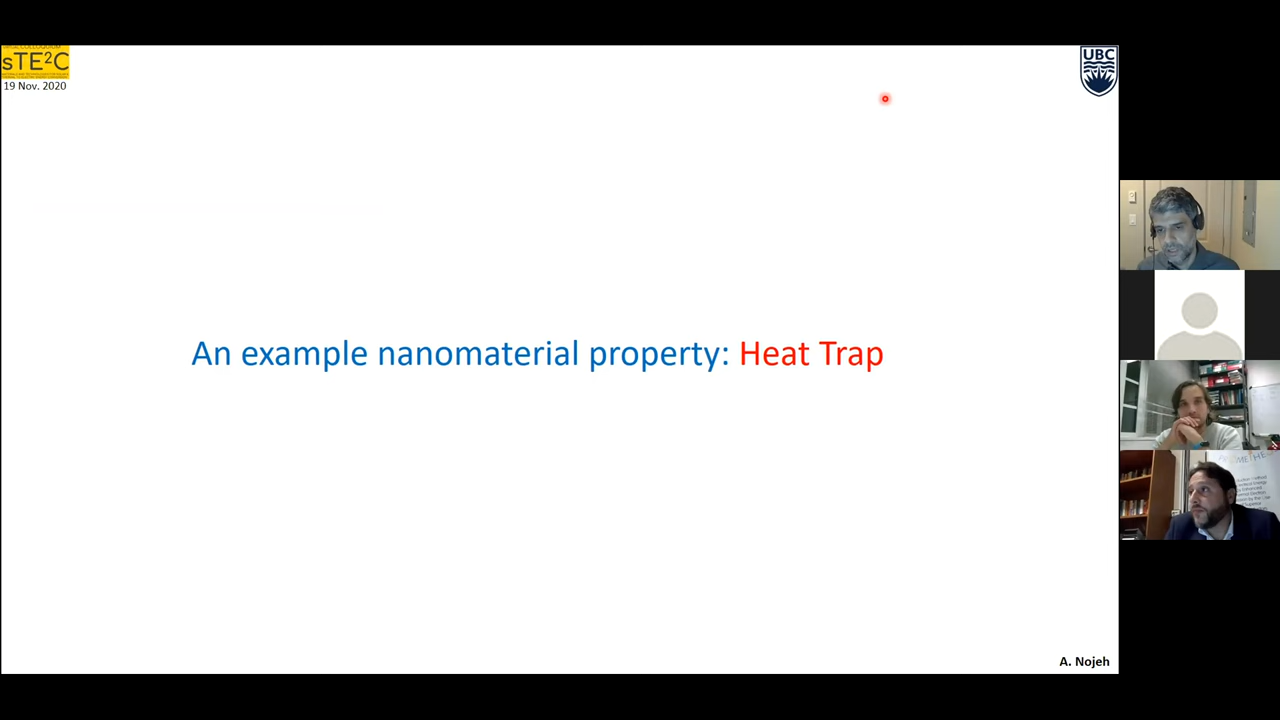 sTE²C
19 Nov. 2020
UBC
An example nanomaterial property: Heat Trap
A. Nojeh